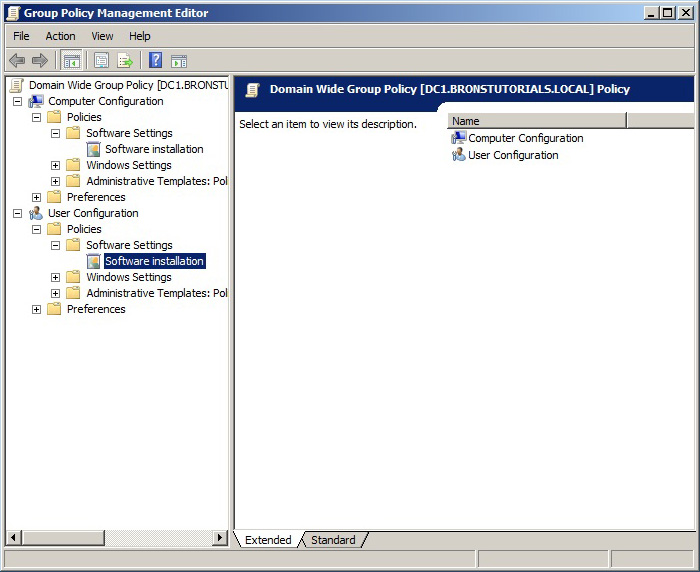 Group Policy Management Editor
File Action View Help
Domain Wide Group Policy [DC1.BRONSTU
Computer Configuration
Policies
Software Settings
Software installation
Windows Settings
Administrative Templates: Pol
Preferences
User Configuration
Policies
Software Settings
Software installation
Windows Settings
Administrative Templates: Pol
Preferences
Domain Wide Group Policy [DC1.BRONSTUTORIALS.LOCAL] Policy
Select an item to view its description.
Name
Computer Configuration
User Configuration
Extended Standard